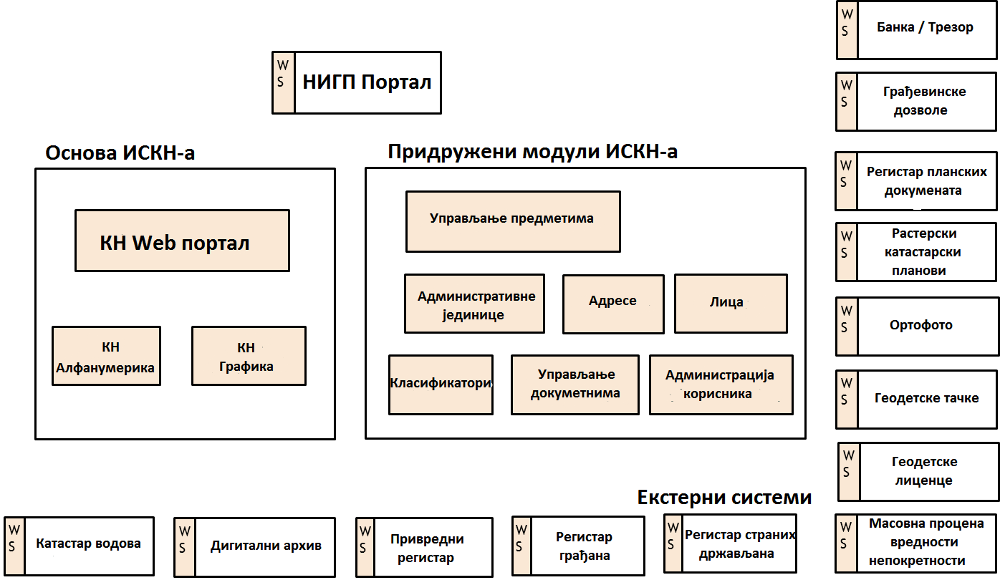 W
S
НИГП Портал
Основа ИСКН-а
КН Web портал
КН
Алфанумерика
КН
Графика
Придружени модули ИСКН-а
Управљање предметима
Административне
јединице
Адресе
Лица
Класификатори
Управљање
докуметнима
Администрација
корисника
W
S
Банка / Трезор
W
S
Грађевинске
дозволе
W
S
Регистар планских
докумената
W
S
Растерски
катастарски
планови
W
S
Ортофото
W
S
Геодетске тачке
W
S
Геодетске
лиценце
W
S
Масовна процена
вредности
непокретности
Екстерни системи
W
S
Катастар водова
W
S
Дигитални архив
W
S
Привредни
регистар
W
S
Регистар
грађана
W
S
Регистар страних
држављана